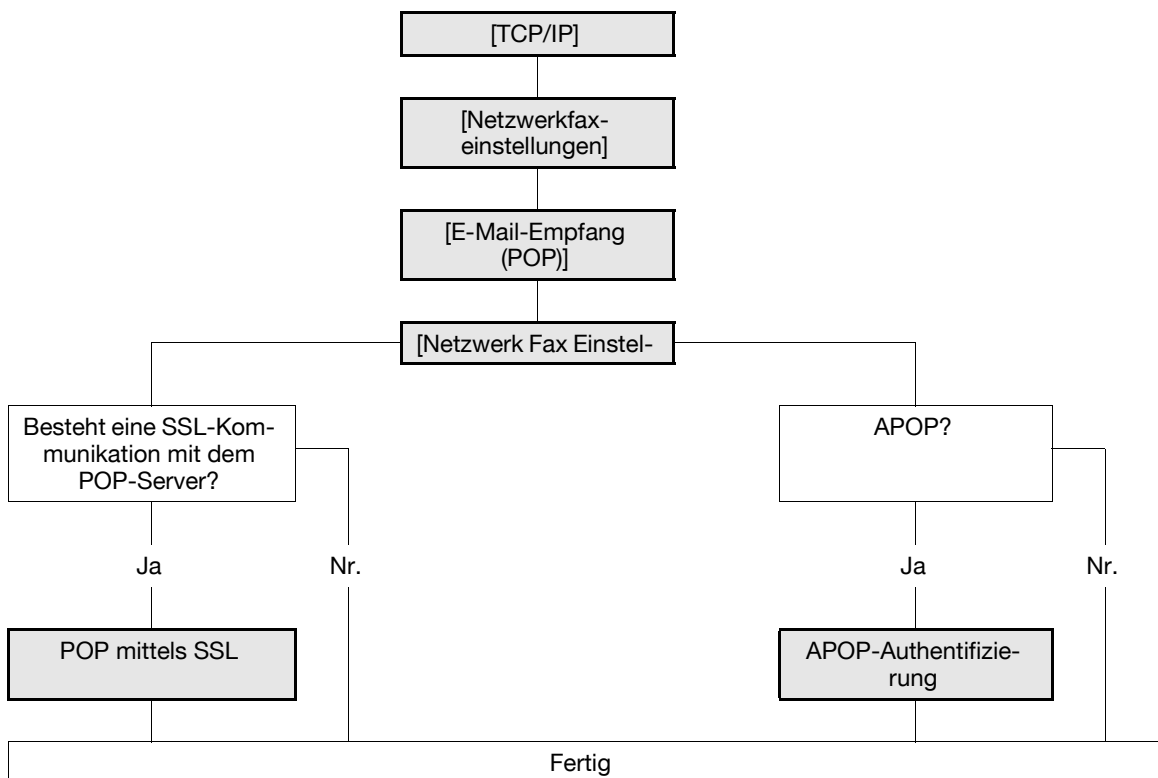 [TCP/IP]
[Netzwerkfax-
einstellungen]
[E-Mail-Empfang
(POP)]
[Netzwerk Fax Einstel-
Besteht eine SSL-Kom-
munikation mit dem
POP-Server?
APOP?
Ja
Nr.
Ja
Nr.
POP mittels SSL
APOP-Authentifizie-
rung
Fertig